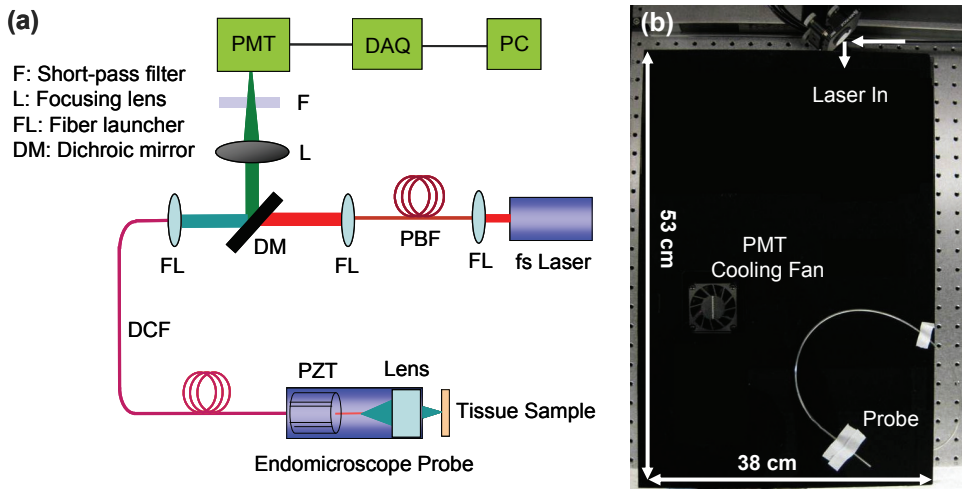 (a)
PMT
DAQ
PC
F: Short-pass filter
L: Focusing lens
FL: Fiber launcher
DM: Dichroic mirror
F
L
FL
DM
FL
PBF
FL
fs Laser
DCF
PZT
Lens
Tissue Sample
Endomicroscope Probe
(b)
Laser In
53 cm
PMT
Cooling Fan
Probe
38 cm